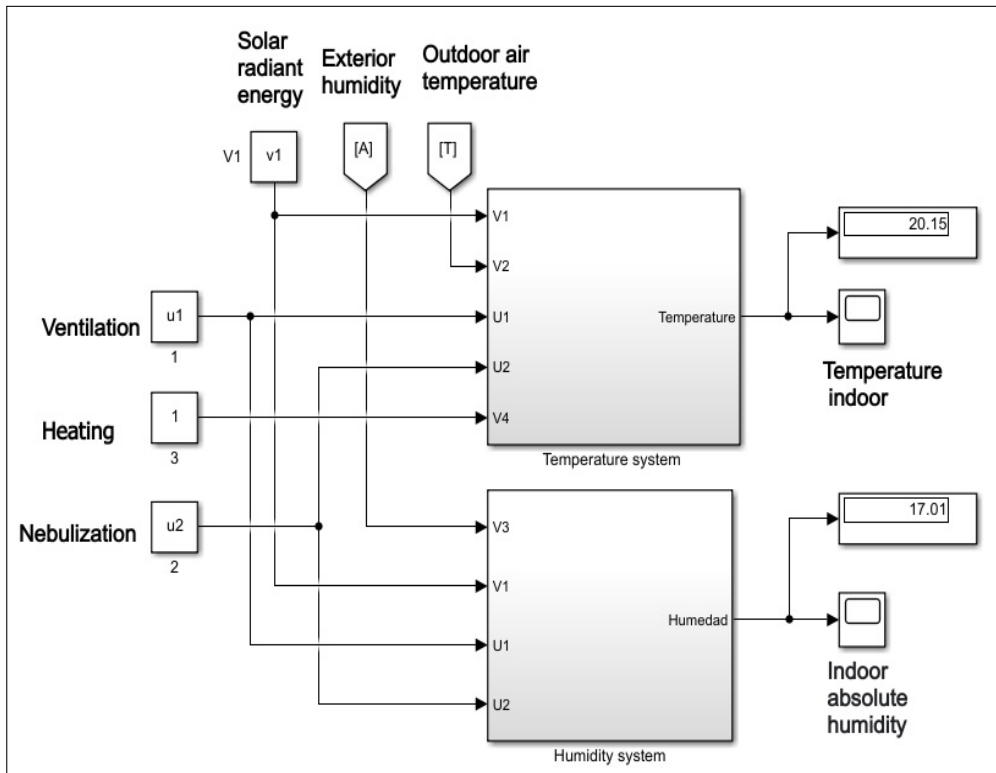 Solar
radiant
energy
Exterior
humidity
Outdoor air
temperature
V1
v1
[A]
[T]
V1
V2
U1
U2
V4
Temperature
Temperature system
20.15
Temperature
indoor
Ventilation
u1
1
Heating
1
3
Nebulization
u2
2
V3
V1
U1
U2
Humedad
Humidity system
17.01
Indoor
absolute
humidity